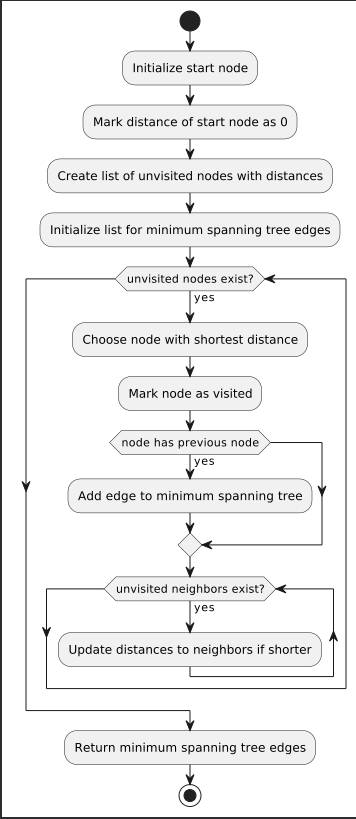 Initialize start node
Mark distance of start node as 0
Create list of unvisited nodes with distances
Initialize list for minimum spanning tree edges
unvisited nodes exist?
yes
Choose node with shortest distance
Mark node as visited
node has previous node
yes
Add edge to minimum spanning tree
unvisited neighbors exist?
yes
Update distances to neighbors if shorter
Return minimum spanning tree edges